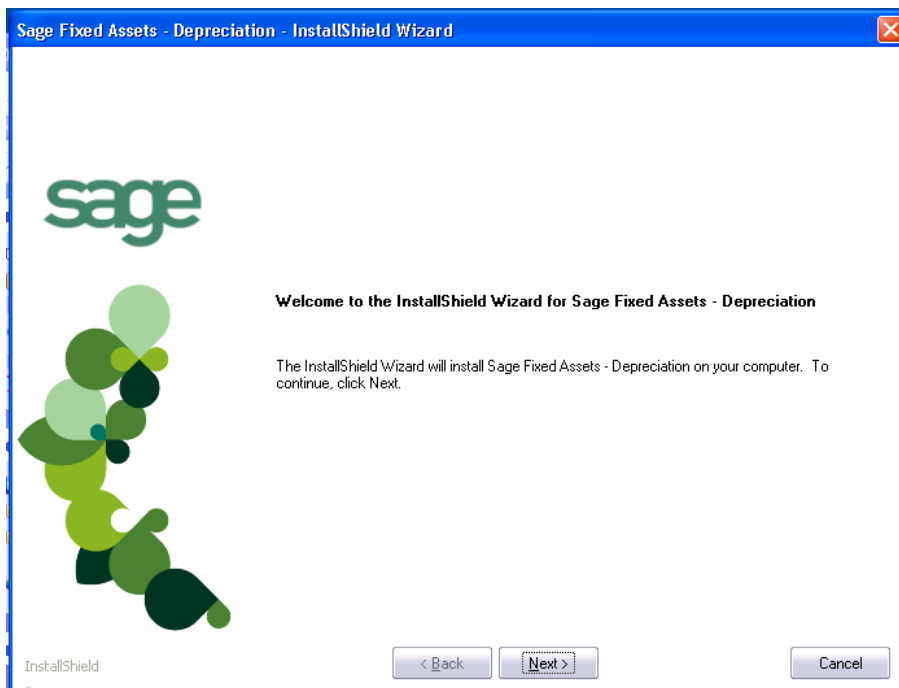 Sage Fixed Assets - Depreciation - InstallShield Wizard
sage
Welcome to the InstallShield Wizard for Sage Fixed Assets - Depreciation
The InstallShield Wizard will install Sage Fixed Assets - Depreciation on your computer. To
continue, click Next.
InstallShield
< Back
Next >
Cancel